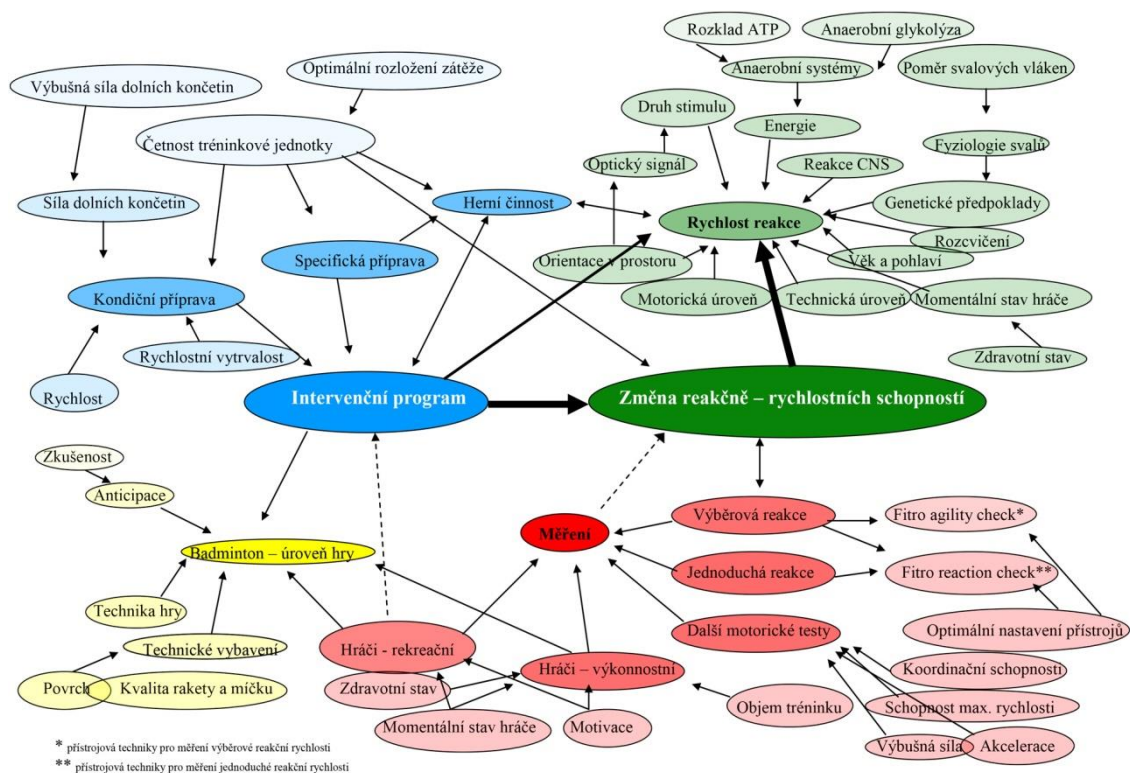 Rozklad ATP
Anaerobní glykolýza
Optimální rozložení zátěže
Anaerobní systémy
Poměr svalových vláken
Výbušná síla dolních končetin
Druh stimulu
Energie
Četnost tréninkové jednotky
Fyziologie svalů
Optický signál
Reakce CNS
Síla dolních končetin
Herní činnost
Genetické předpoklady
Rychlost reakce
Rozcvičení
Specifická příprava
Orientace v prostoru
Věk a pohlaví
Kondiční příprava
Motorická úroveň
Technická úroveň
Momentální stav hráče
Rychlostní vytrvalost
Zdravotní stav
Rychlost
Intervenční program
Změna reakčně – rychlostních schopností
Zkušenost
Anticipace
Výběrová reakce
Fitro agility check*
Měření
Badminton – úroveň hry
Jednoduchá reakce
Fitro reaction check**
Technika hry
Další motorické testy
Optimální nastavení přístrojů
Technické vybavení
Hráči - rekreační
Hráči – výkonnostní
Koordinační schopnosti
Povrch
Kvalita rakety a míčku
Zdravotní stav
Objem tréninku
Schopnost max. rychlosti
Momentální stav hráče
Motivace
Výbušná síla
Akcelerace
* přístrojová techniky pro měření výběrové reakční rychlosti
** přístrojová techniky pro měření jednoduché reakční rychlosti